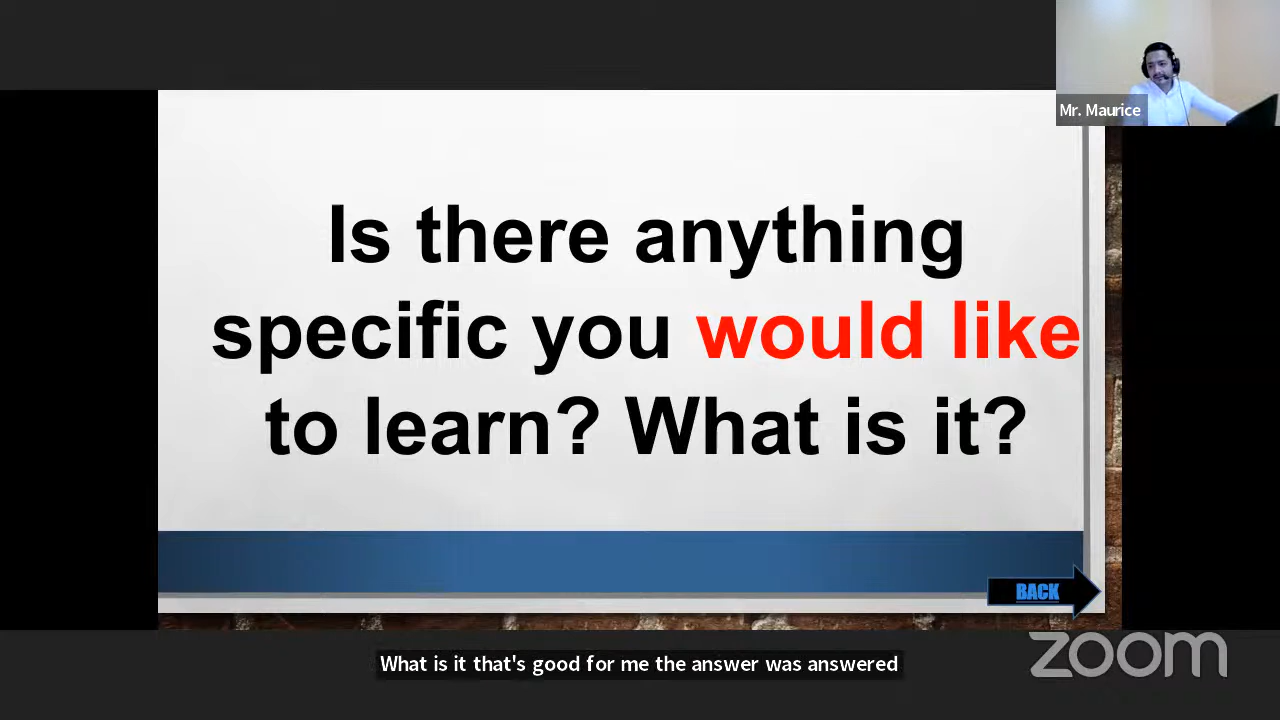 Mr. Maurice
Is there anything
specific you would like
to learn? What is it?
BACK
What is it that's good for me the answer was answered
zoom